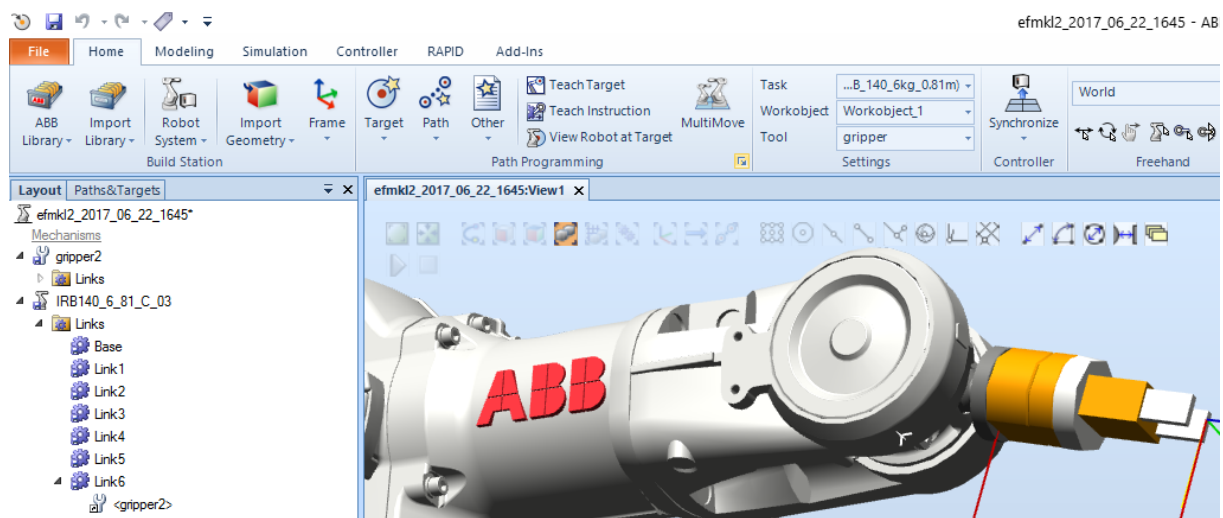 efmkl2_2017_06_22_1645 - AB
File Home Modeling Simulation Controller RAPID Add-Ins
ABB Library
Import Library
Robot System
Import Geometry
Frame
Build Station
Target
Path
Other
Teach Target
Teach Instruction
View Robot at Target
MultiMove
Path Programming
Task ...B_140_6kg_0.81m)
Workobject Workobject_1
Tool gripper
Settings
Synchronize
Controller
World
Freehand
Layout Paths&Targets
efmkl2_2017_06_22_1645*
Mechanisms
gripper2
Links
IRB140_6_81_C_03
Links
Base
Link1
Link2
Link3
Link4
Link5
Link6
<gripper2>
efmkl2_2017_06_22_1645:View1
ABB